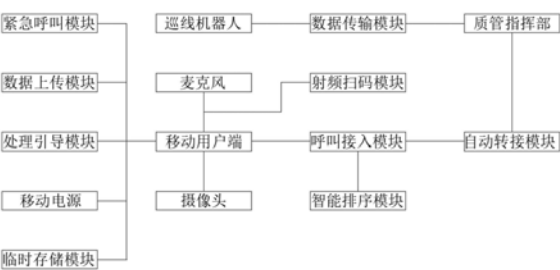 紧急呼叫模块
巡线机器人
数据传输模块
质管指挥部
数据上传模块
麦克风
射频扫码模块
处理引导模块
移动用户端
呼叫接入模块
自动转接模块
移动电源
摄像头
智能排序模块
临时存储模块